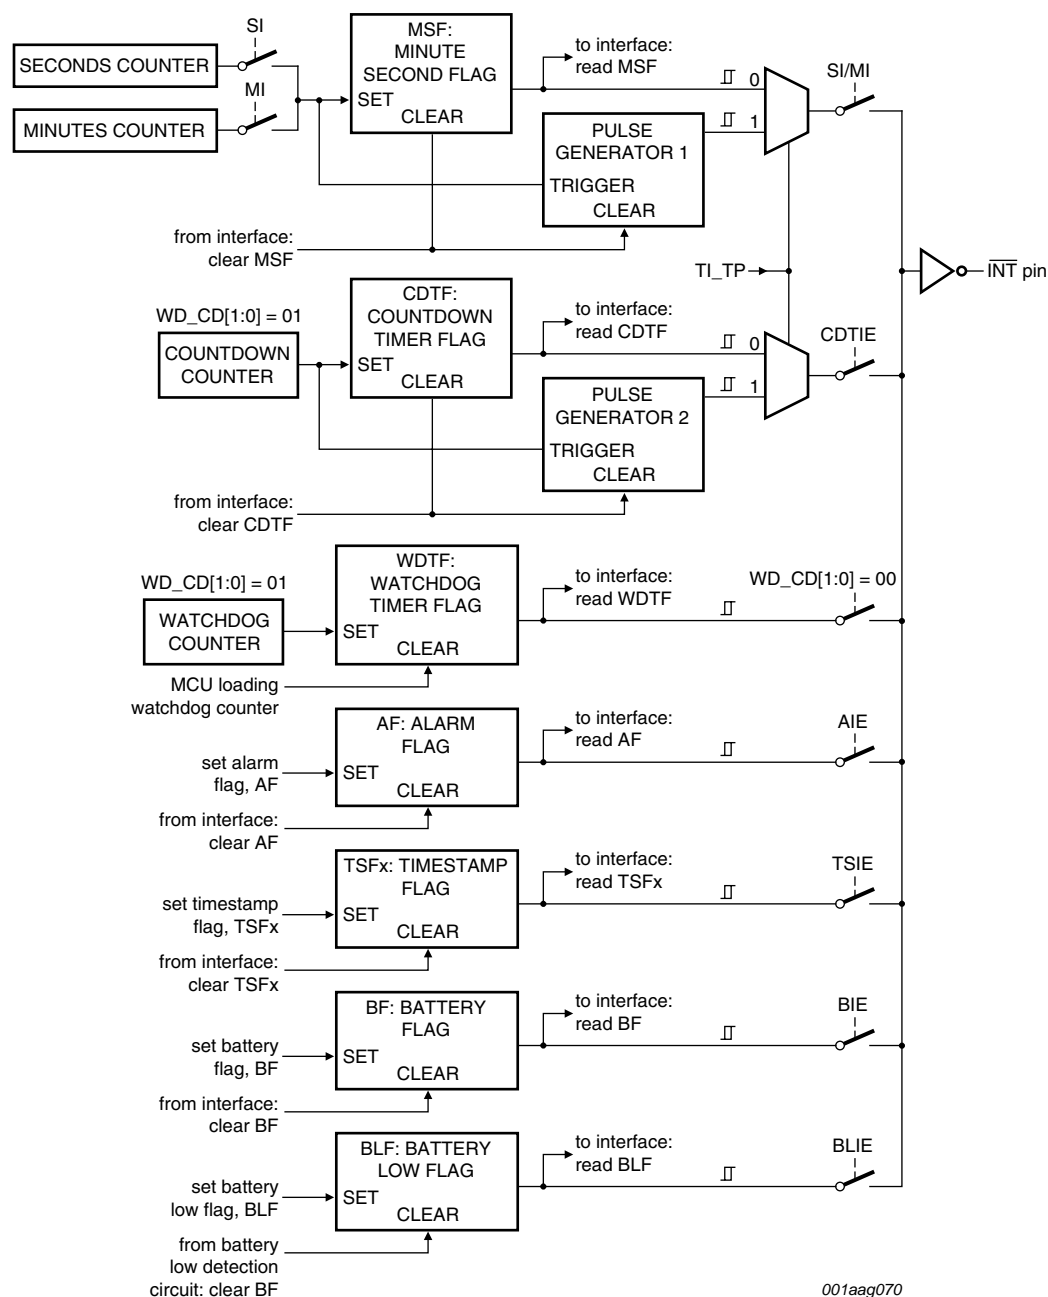 SI
SECONDS COUNTER
MI
MINUTES COUNTER
MSF:
MINUTE
SECOND FLAG
SET
CLEAR
to interface:
read MSF
0
1
SI/MI
PULSE
GENERATOR 1
TRIGGER
CLEAR
from interface:
clear MSF
TI_TP
INT pin
WD_CD[1:0] = 01
COUNTDOWN
COUNTER
CDTF:
COUNTDOWN
TIMER FLAG
SET
CLEAR
to interface:
read CDTF
0
1
CDTIE
PULSE
GENERATOR 2
TRIGGER
CLEAR
from interface:
clear CDTF
WD_CD[1:0] = 01
WATCHDOG
COUNTER
WDTF:
WATCHDOG
TIMER FLAG
SET
CLEAR
to interface:
read WDTF
WD_CD[1:0] = 00
MCU loading
watchdog counter
AF: ALARM
FLAG
SET
CLEAR
to interface:
read AF
AIE
set alarm
flag, AF
from interface:
clear AF
TSFx: TIMESTAMP
FLAG
SET
CLEAR
to interface:
read TSFx
TSIE
set timestamp
flag, TSFx
from interface:
clear TSFx
BF: BATTERY
FLAG
SET
CLEAR
to interface:
read BF
BIE
set battery
flag, BF
from interface:
clear BF
BLF: BATTERY
LOW FLAG
SET
CLEAR
to interface:
read BLF
BLIE
set battery
low flag, BLF
from battery
low detection
circuit: clear BF
001aag070